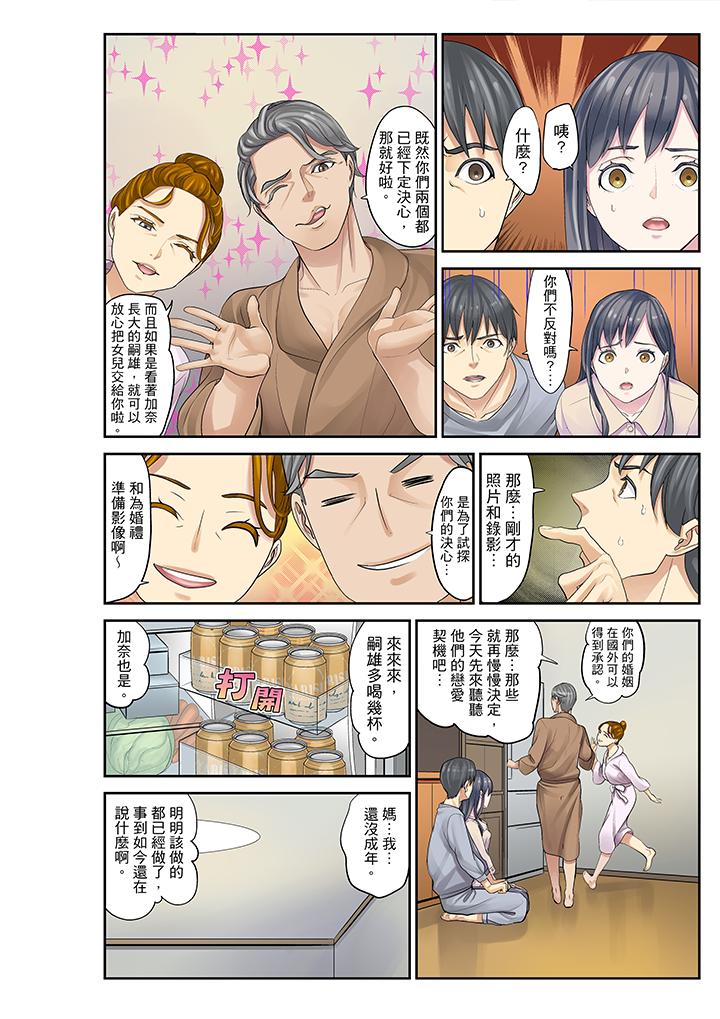 咦？
什麼？
既然你們兩個都
已經下定決心，
那就好啦。
而且如果是看著加奈
長大的嗣雄，就可以
放心把女兒交給你啦。
你們不反對嗎？…
那麼…剛才的
照片和錄影…
是為了試探
你們的決心…
和為婚禮
準備影像啊～
你們的婚姻
在國外可以
得到承認。
那麼…那些
就再慢慢決定，
今天先來聽聽
他們的戀愛
契機吧…
來來來，
嗣雄多喝幾杯。
打開
加奈也是。
媽…我…
還沒成年。
明明該做的
都已經做了，
事到如今還在
說什麼啊。